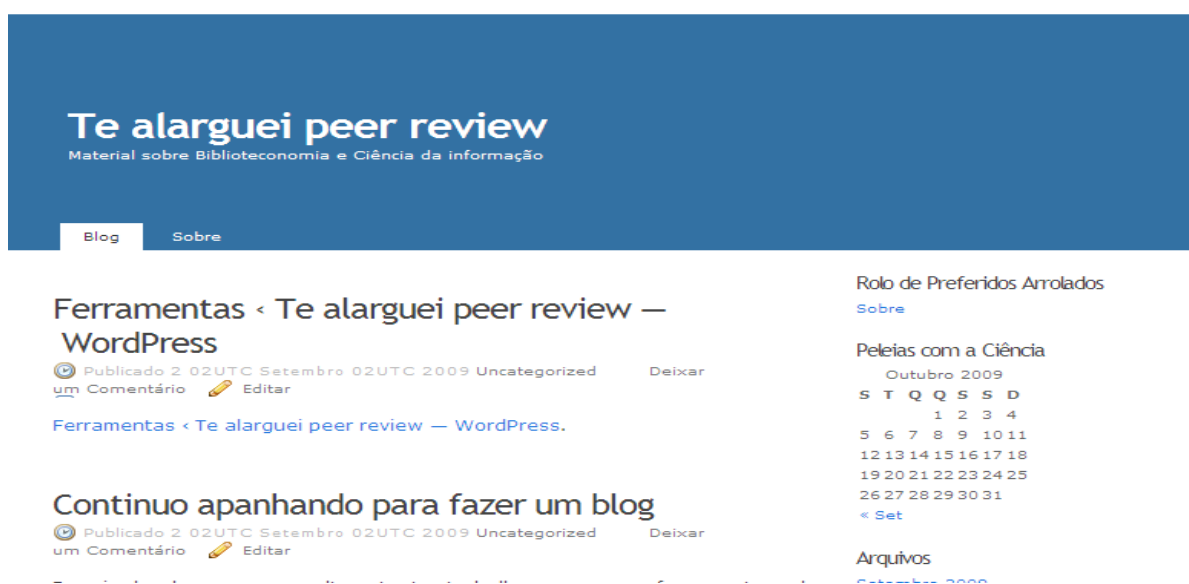 Te alarguei peer review
Material sobre Biblioteconomia e Ciência da informação
Blog Sobre
Ferramentas ‹ Te alarguei peer review —
WordPress
Publicado 2 02UTC Setembro 02UTC 2009 Uncategorized Deixar
um Comentário Editar
Ferramentas ‹ Te alarguei peer review — WordPress.
Continuo apanhando para fazer um blog
Publicado 2 02UTC Setembro 02UTC 2009 Uncategorized Deixar
um Comentário Editar
Rolo de Preferidos Arrolados
Sobre
Peleias com a Ciência
Outubro 2009
S T Q Q S S D
1 2 3 4
5 6 7 8 9 10 11
12 13 14 15 16 17 18
19 20 21 22 23 24 25
26 27 28 29 30 31
« Set
Arquivos
Setembro 2009